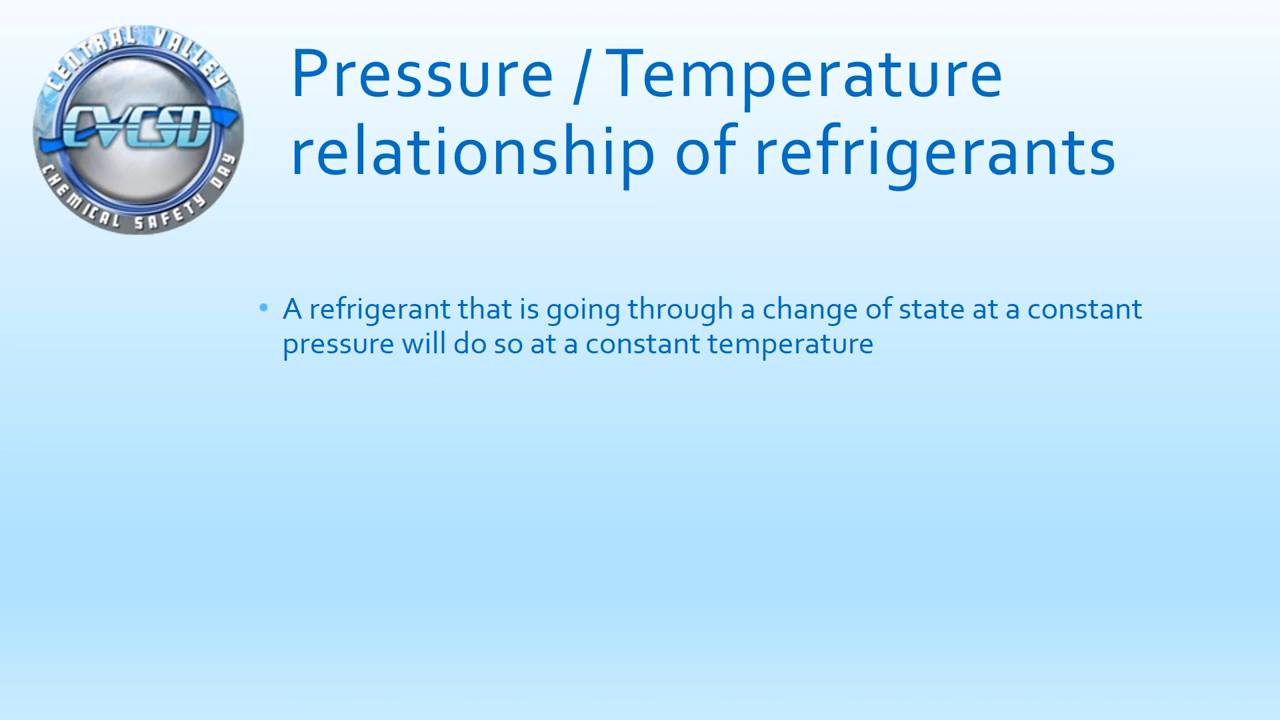 CENTRAL VALLEY
CVCSD
CHEMICAL SAFETY DAY
Pressure / Temperature
relationship of refrigerants
• A refrigerant that is going through a change of state at a constant
pressure will do so at a constant temperature